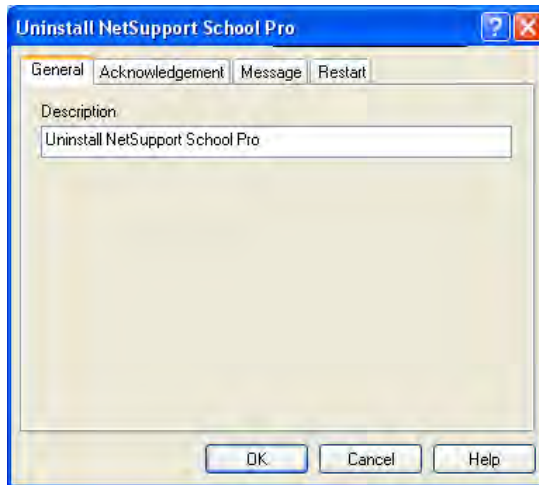 Uninstall NetSupport School Pro
General Acknowledgement Message Restart
Description
Uninstall NetSupport School Pro
OK Cancel Help